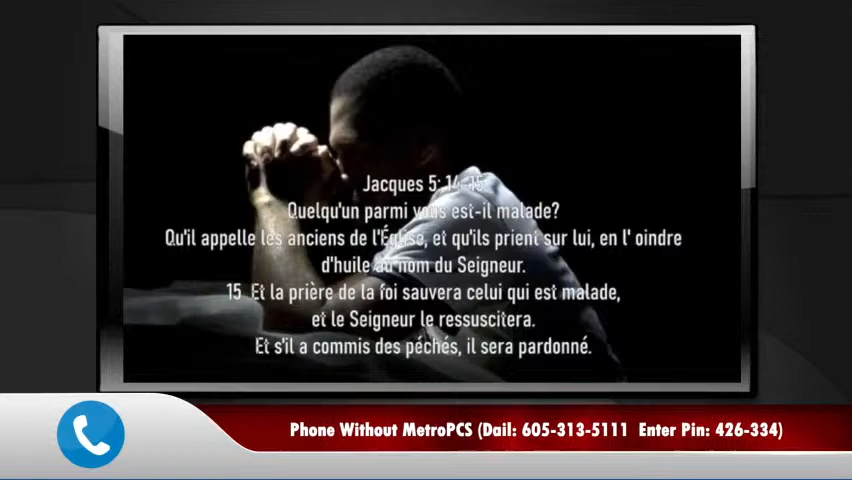 Jacques 5: 14-15
Quelqu'un parmi vous est-il malade?
Qu'il appelle les anciens de l'Église, et qu'ils prient sur lui, en l' oindre
d'huile au nom du Seigneur.
15 Et la prière de la foi sauvera celui qui est malade,
et le Seigneur le ressuscitera.
Et s'il a commis des péchés, il sera pardonné.
Phone Without MetroPCS (Dail: 605-313-5111 Enter Pin: 426-334)